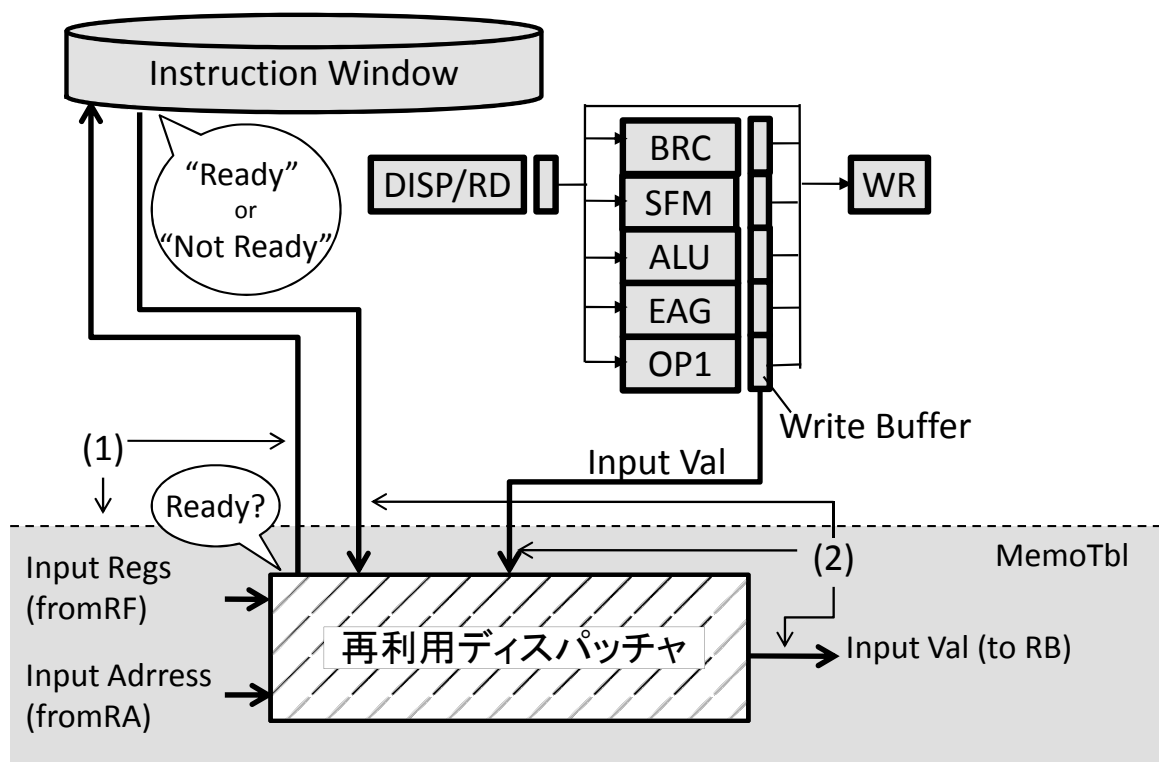 Instruction Window
“Ready”
or
“Not Ready”
DISP/RD
BRC
SFM
ALU
EAG
OP1
WR
Write Buffer
Input Val
(1)
Ready?
(2)
MemoTbl
Input Regs
(fromRF)
再利用ディスパッチャ
Input Val (to RB)
Input Adrress
(fromRA)